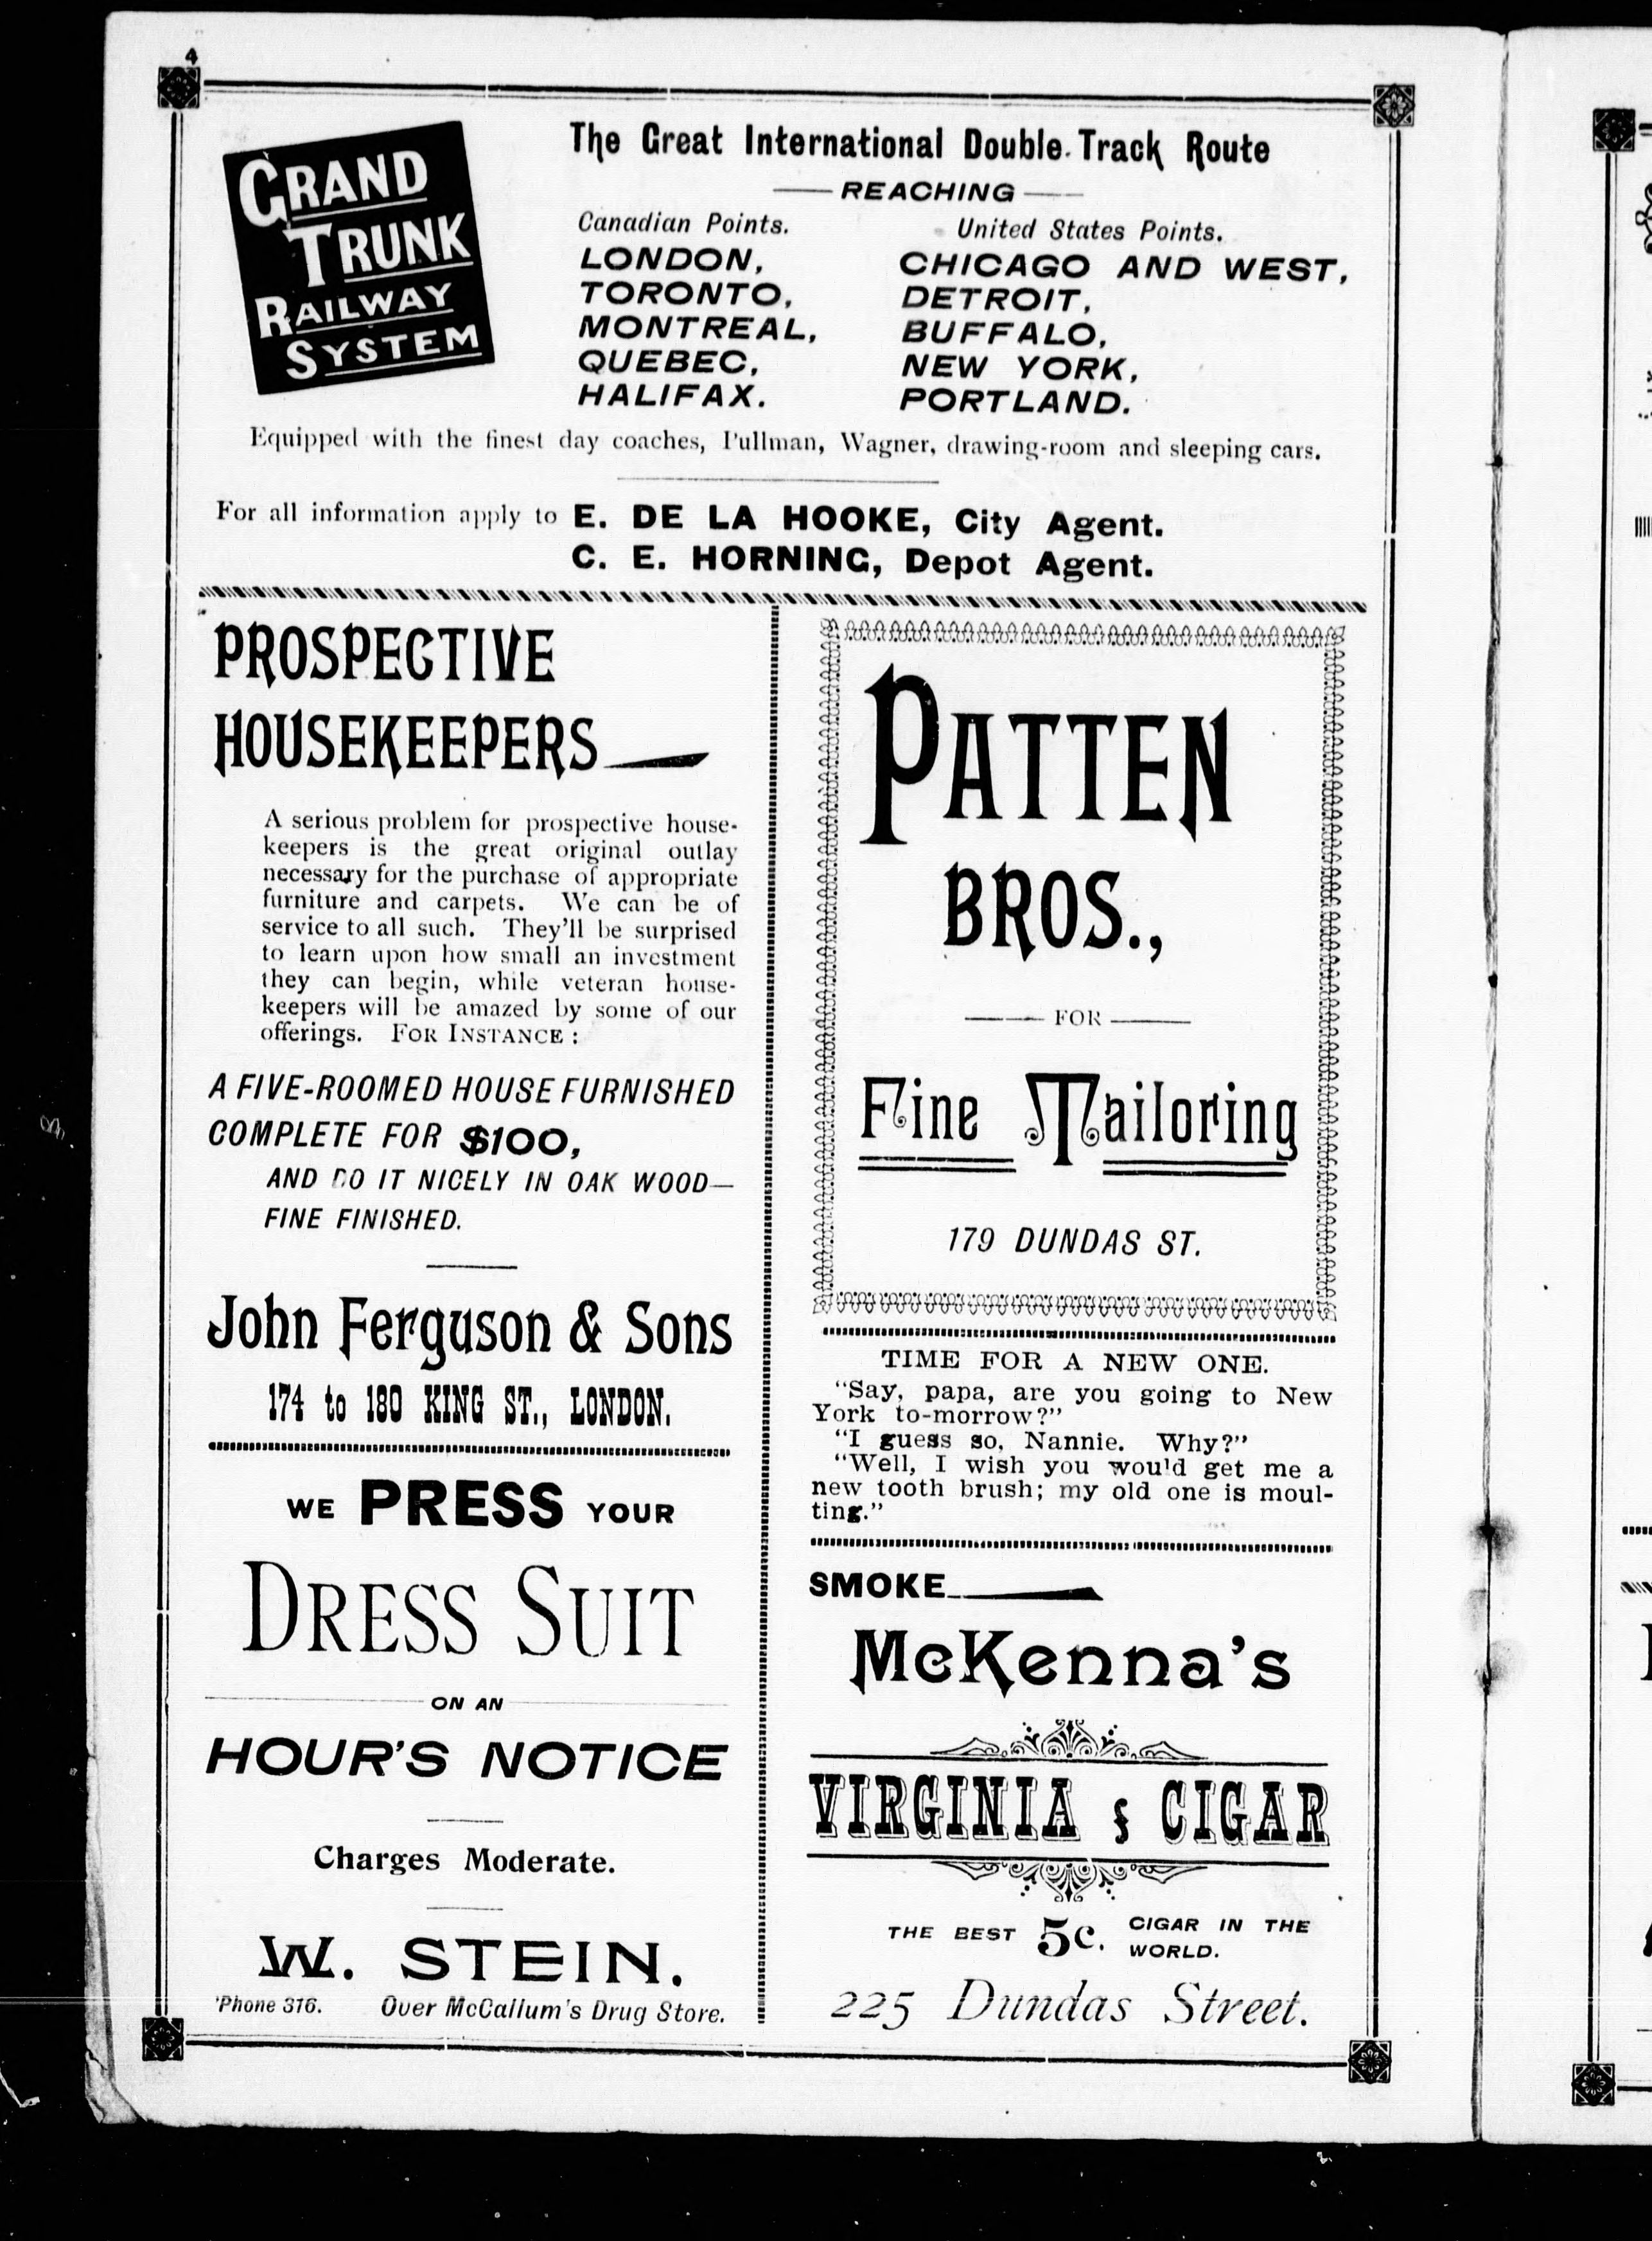 4
GRAND
TRUNK
RAILWAY
SYSTEM
The Great International Double-Track Route
REACHING
Canadian Points.
LONDON,
TORONTO,
MONTREAL,
QUEBEC,
HALIFAX.
United States Points.
CHICAGO AND WEST,
DETROIT,
BUFFALO,
NEW YORK,
PORTLAND.
Equipped with the finest day coaches, Pullman, Wagner, drawing-room and sleeping cars.
For all information apply to E. DE LA HOOKE, City Agent.
C. E. HORNING, Depot Agent.
PROSPECTIVE
HOUSEKEEPERS
A serious problem for prospective house-
keepers is the great original outlay
necessary for the purchase of appropriate
furniture and carpets. We can be of
service to all such. They'll be surprised
to learn upon how small an investment
they can begin, while veteran house-
keepers will be amazed by some of our
offerings. FOR INSTANCE:
A FIVE-ROOMED HOUSE FURNISHED
COMPLETE FOR $100,
AND DO IT NICELY IN OAK WOOD—
FINE FINISHED.
John Ferguson & Sons
174 to 180 KING ST., LONDON.
WE PRESS YOUR
DRESS SUIT
ON AN
HOUR'S NOTICE
Charges Moderate.
W. STEIN.
'Phone 316. Over McCallum's Drug Store.
PATTEN
BROS.,
FOR
Fine Tailoring
179 DUNDAS ST.
TIME FOR A NEW ONE.
"Say, papa, are you going to New
York to-morrow?"
"I guess so, Nannie. Why?"
"Well, I wish you would get me a
new tooth brush; my old one is moul-
ting."
SMOKE
McKenna's
VIRGINIA § CIGAR
THE BEST 5c. CIGAR IN THE
WORLD.
225 Dundas Street.